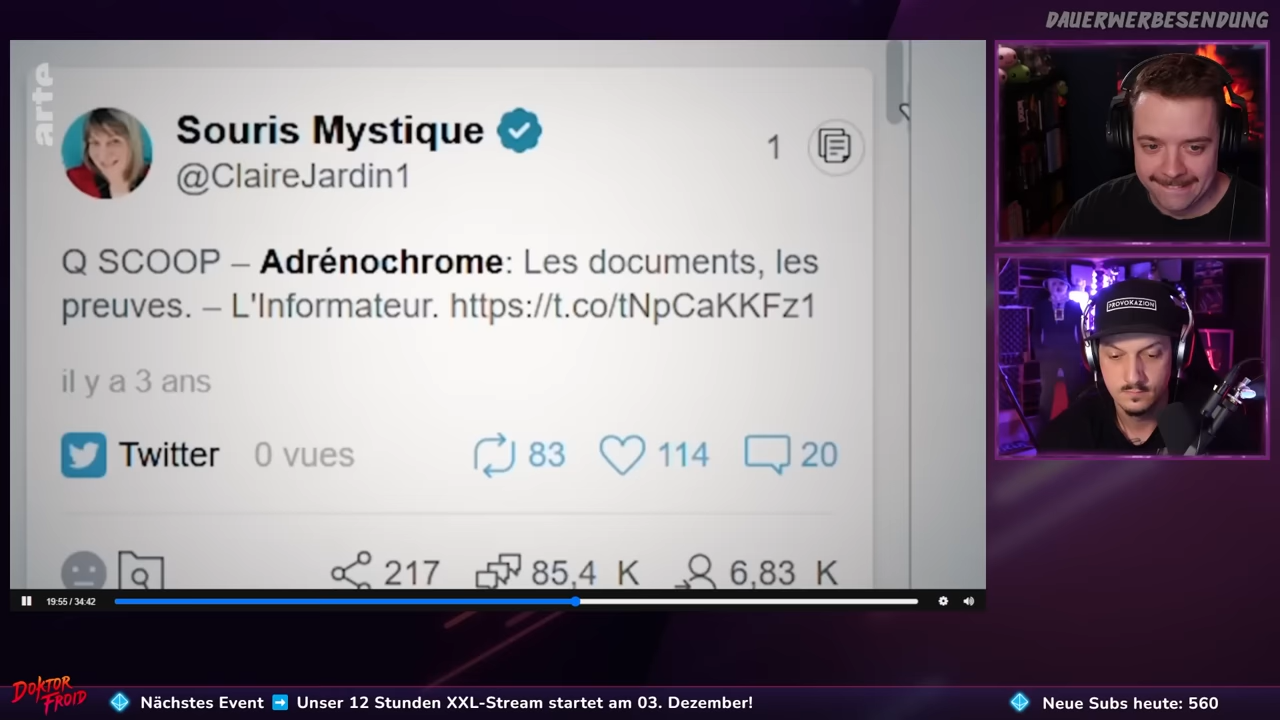 DAUERWERBESENDUNG
arte
Souris Mystique
@ClaireJardin1
1
Q SCOOP – Adrénochrome: Les documents, les
preuves. – L'Informateur. https://t.co/tNpCaKKFz1
il y a 3 ans
Twitter 0 vues 83 114 20
217 85,4 K 6,83 K
19:55 / 34:42
PROVOKAZION
DOKTOR
FROID
Nächstes Event ➡ Unser 12 Stunden XXL-Stream startet am 03. Dezember!
Neue Subs heute: 560